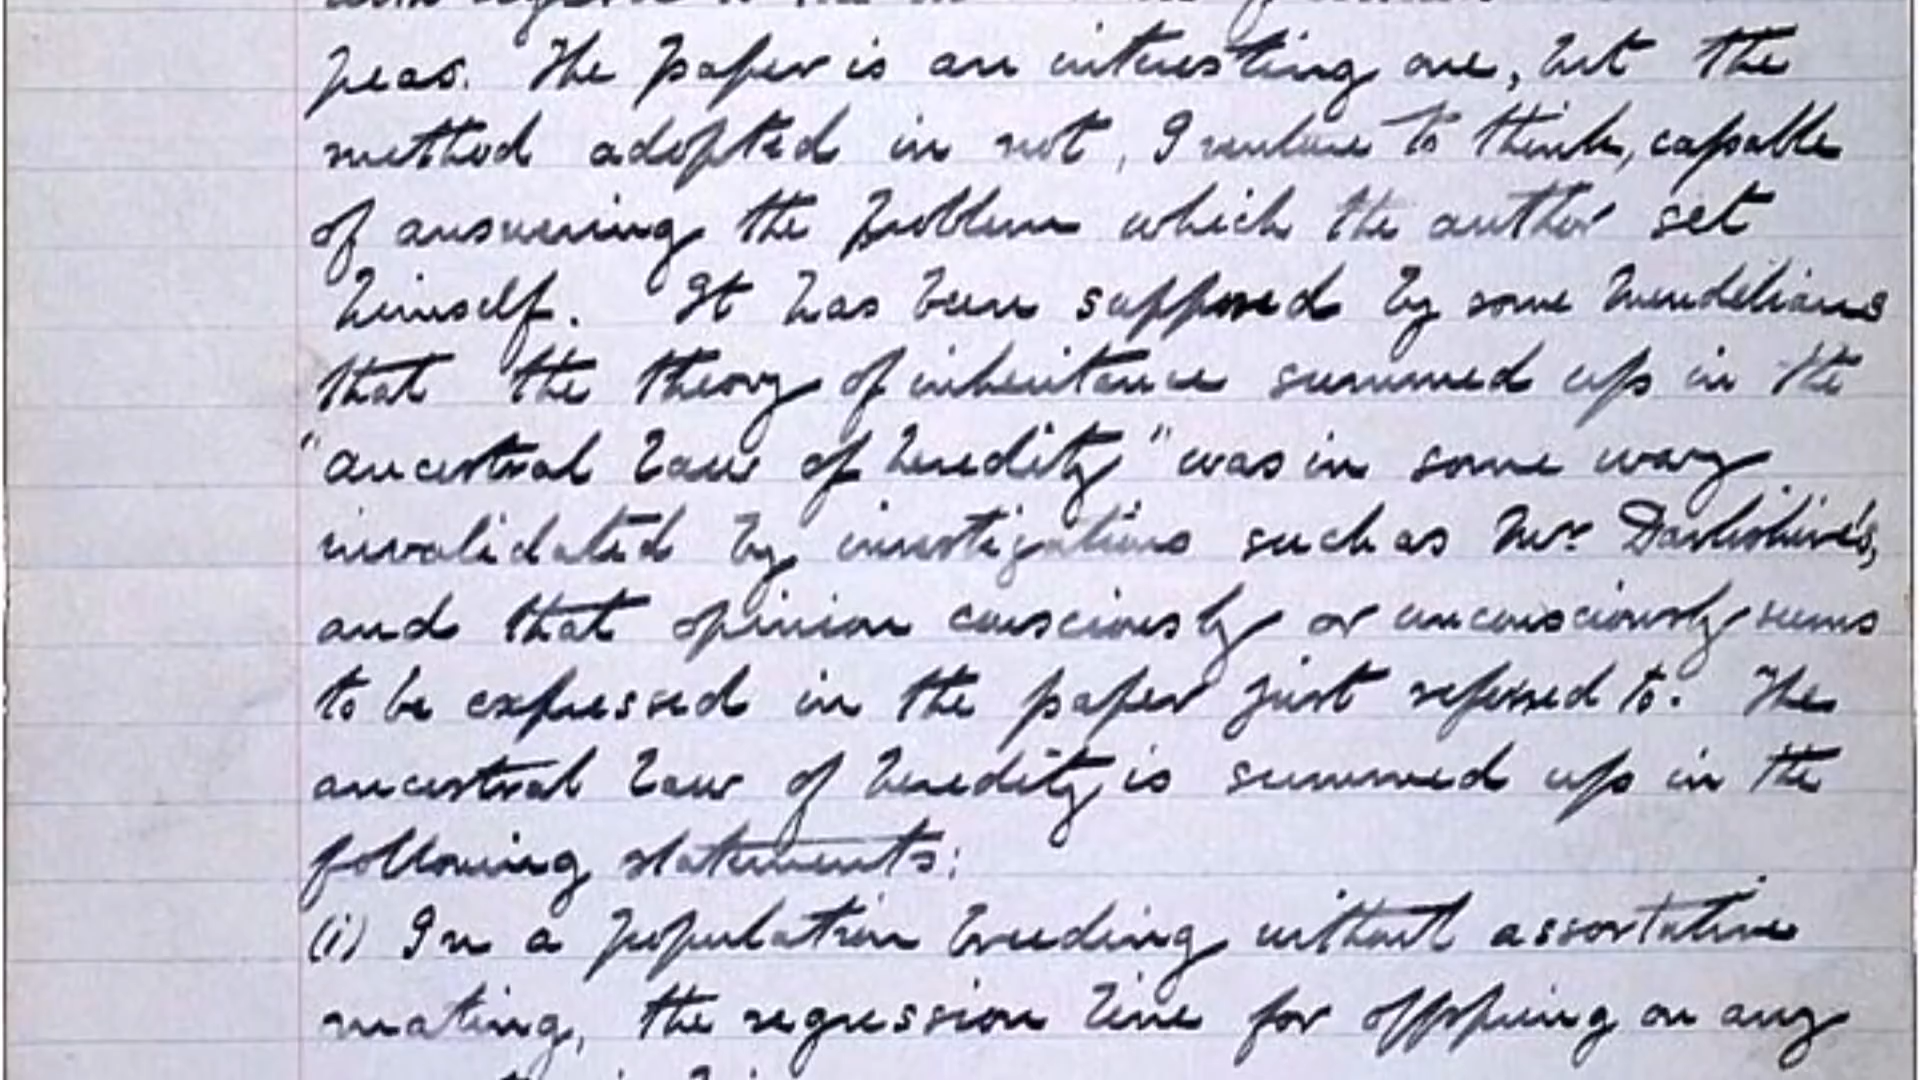 peas. The paper is an interesting one, but the
method adopted in not, I venture to think, capable
of answering the problem which the author set
himself. It has been supposed by some Mendelians
that the theory of inheritance summed up in the
"ancestral law of heredity" was in some way
invalidated by investigations such as Mr. Darbishire's,
and that opinion consciously or unconsciously seems
to be expressed in the paper just referred to. The
ancestral law of heredity is summed up in the
following statements:
(i) In a population breeding without assortative
mating, the regression line for offspring on any